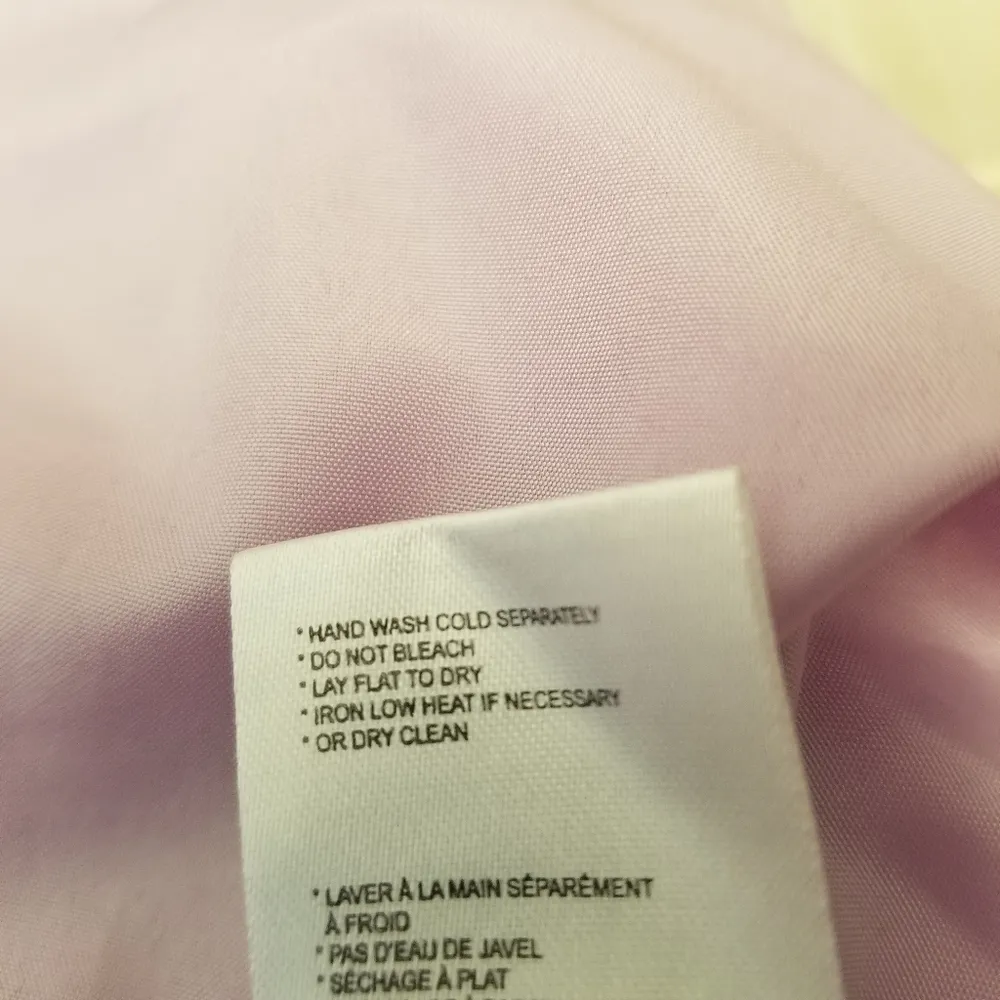 * HAND WASH COLD SEPARATELY
* DO NOT BLEACH
* LAY FLAT TO DRY
* IRON LOW HEAT IF NECESSARY
* OR DRY CLEAN
* LAVER À LA MAIN SÉPARÉMENT
À FROID
* PAS D'EAU DE JAVEL
* SÉCHAGE À PLAT